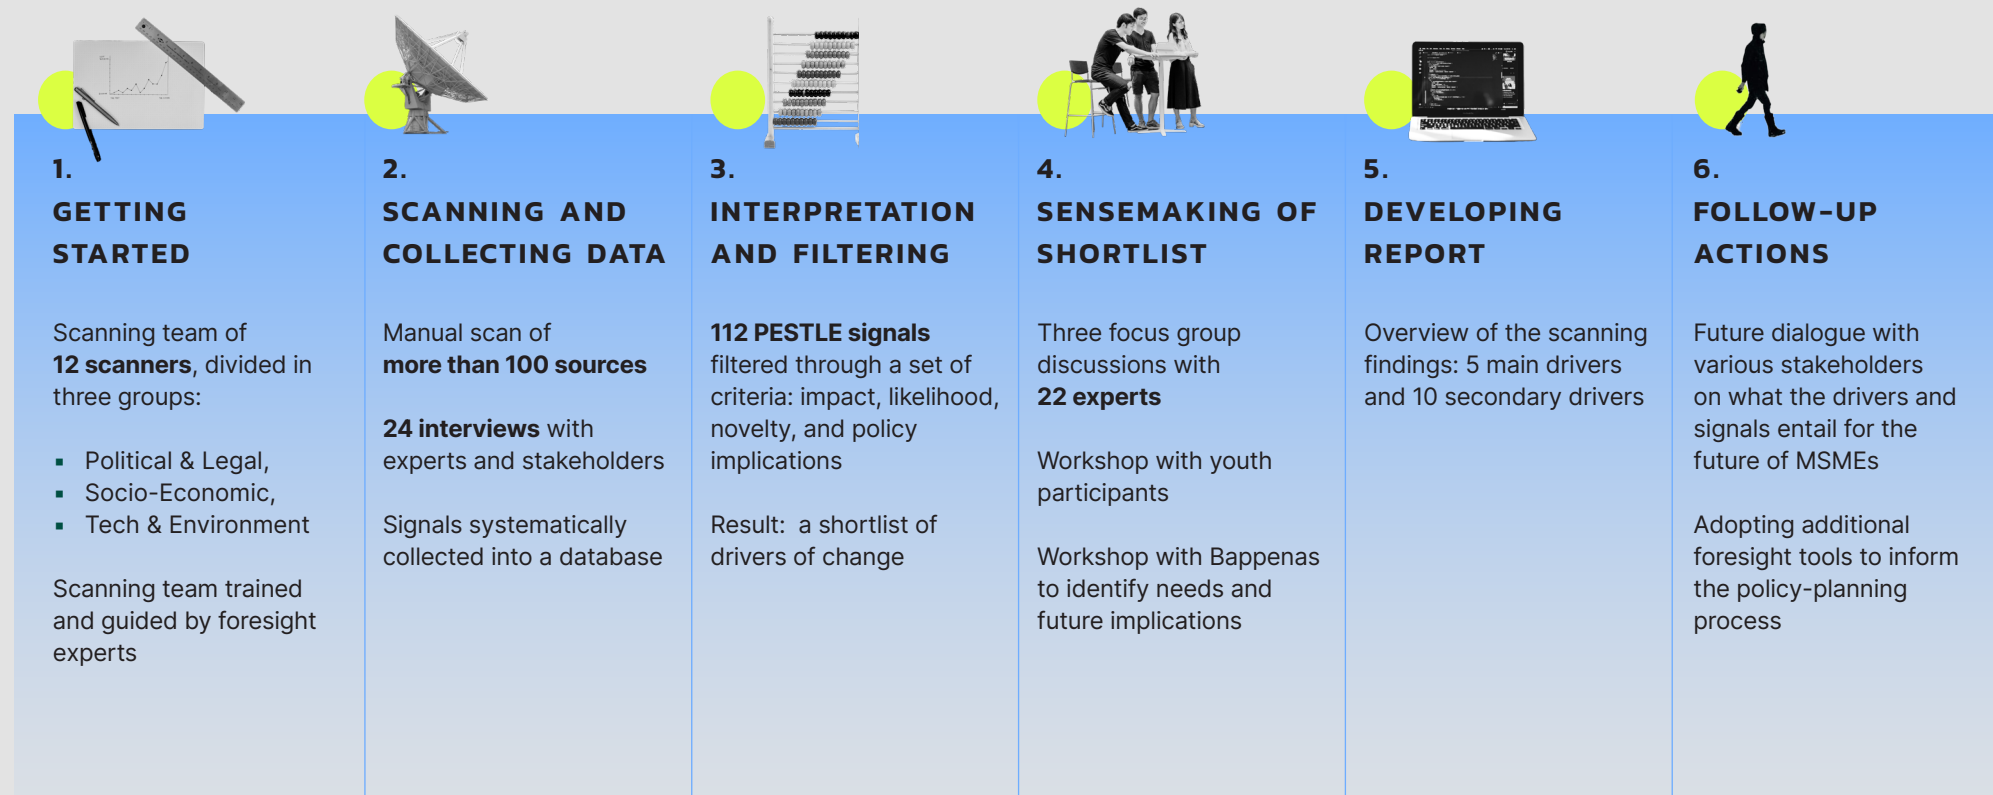 1.
GETTING
STARTED
Scanning team of
12 scanners, divided in
three groups:
▪ Political & Legal,
▪ Socio-Economic,
▪ Tech & Environment
Scanning team trained
and guided by foresight
experts
2.
SCANNING AND
COLLECTING DATA
Manual scan of
more than 100 sources
24 interviews with
experts and stakeholders
Signals systematically
collected into a database
3.
INTERPRETATION
AND FILTERING
112 PESTLE signals
filtered through a set of
criteria: impact, likelihood,
novelty, and policy
implications
Result: a shortlist of
drivers of change
4.
SENSEMAKING OF
SHORTLIST
Three focus group
discussions with
22 experts
Workshop with youth
participants
Workshop with Bappenas
to identify needs and
future implications
5.
DEVELOPING
REPORT
Overview of the scanning
findings: 5 main drivers
and 10 secondary drivers
6.
FOLLOW-UP
ACTIONS
Future dialogue with
various stakeholders
on what the drivers and
signals entail for the
future of MSMEs
Adopting additional
foresight tools to inform
the policy-planning
process